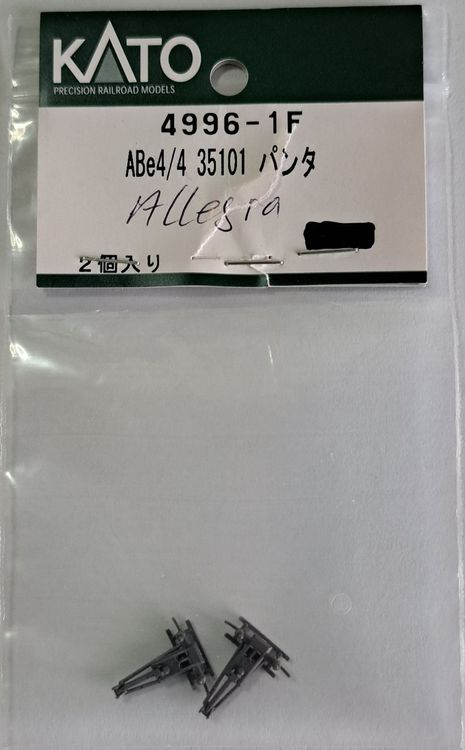 KATO
PRECISION RAILROAD MODELS
4996-1F
ABe4/4 35101 パンタ
Allegra
2個入り